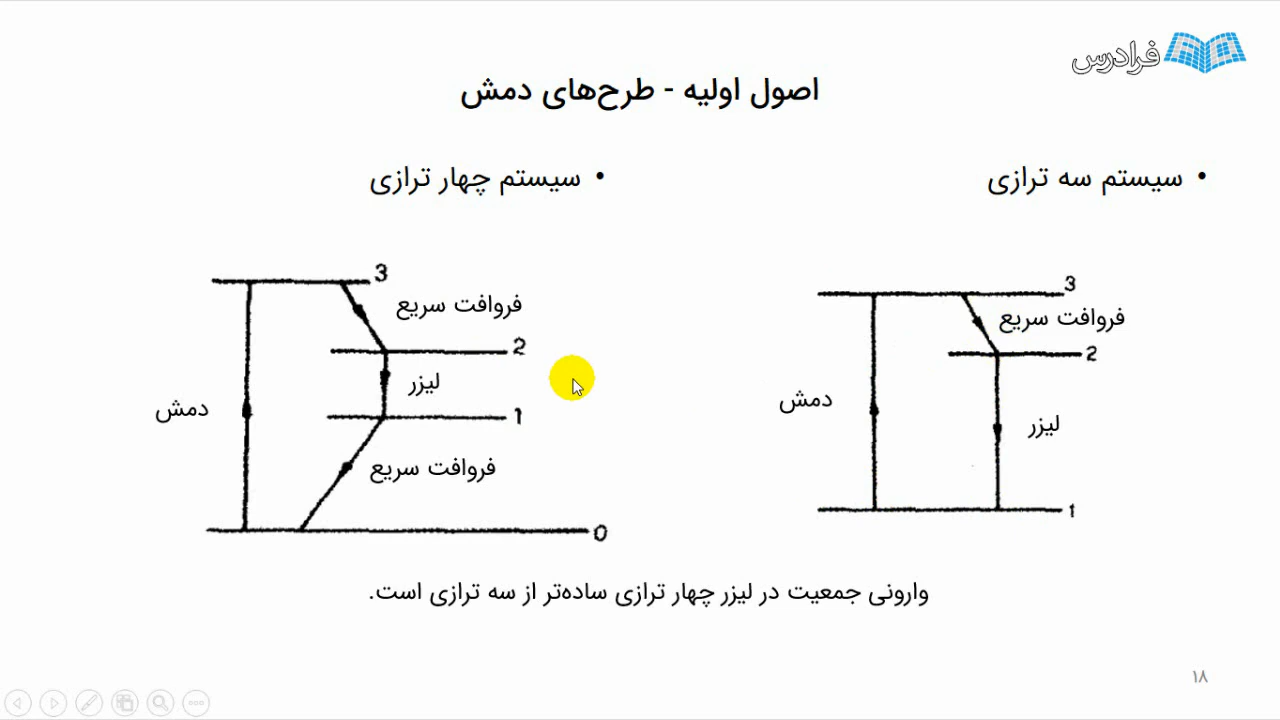 فرادرس
اصول اولیه - طرح‌های دمش
• سیستم سه ترازی
3
فروافت سریع
2
دمش
لیزر
1
• سیستم چهار ترازی
3
فروافت سریع
2
لیزر
دمش
1
فروافت سریع
0
وارونی جمعیت در لیزر چهار ترازی ساده‌تر از سه ترازی است.
۱۸